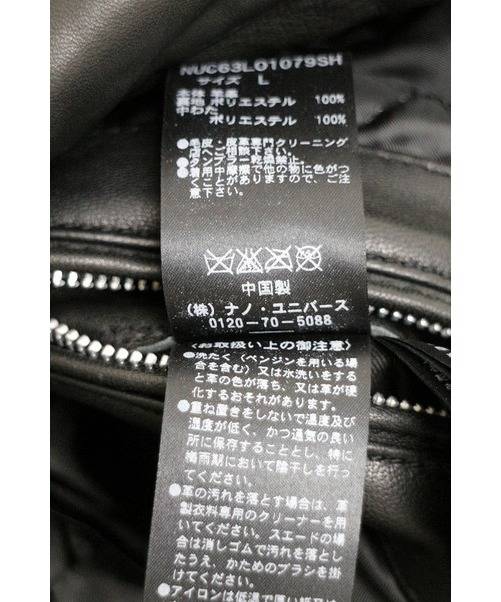 NUC63L01079SH
サイズ L
本体 羊革
裏地 ポリエステル 100%
中わた
ポリエステル 100%
●毛皮・皮革専門クリーニング
店へご相談下さい。
●タンブラー乾燥禁止。
●着用中摩擦で他の物に色がつ
くことがありますので、ご注
意下さい。
中国製
(株) ナノ・ユニバース
0120-70-5088
<お取扱い上の御注意>
●洗たく (ベンジンを用いる場
合を含む) 又は水洗いをする
と革の色が落ち、又は革が硬
化するおそれがあります。
●重ね置きをしないで温度及び
湿度が低く、かつ通気の良い
所に保存することとし、特に
梅雨期において陰干しを行っ
てください。
●革の汚れを落とす場合は、革
製衣料専用のクリーナーを用
いてください。スエードの場
合は消しゴムで汚れを落とし
たうえ、かためのブラシを掛
けてください。
●アイロンは低温で厚い紙又